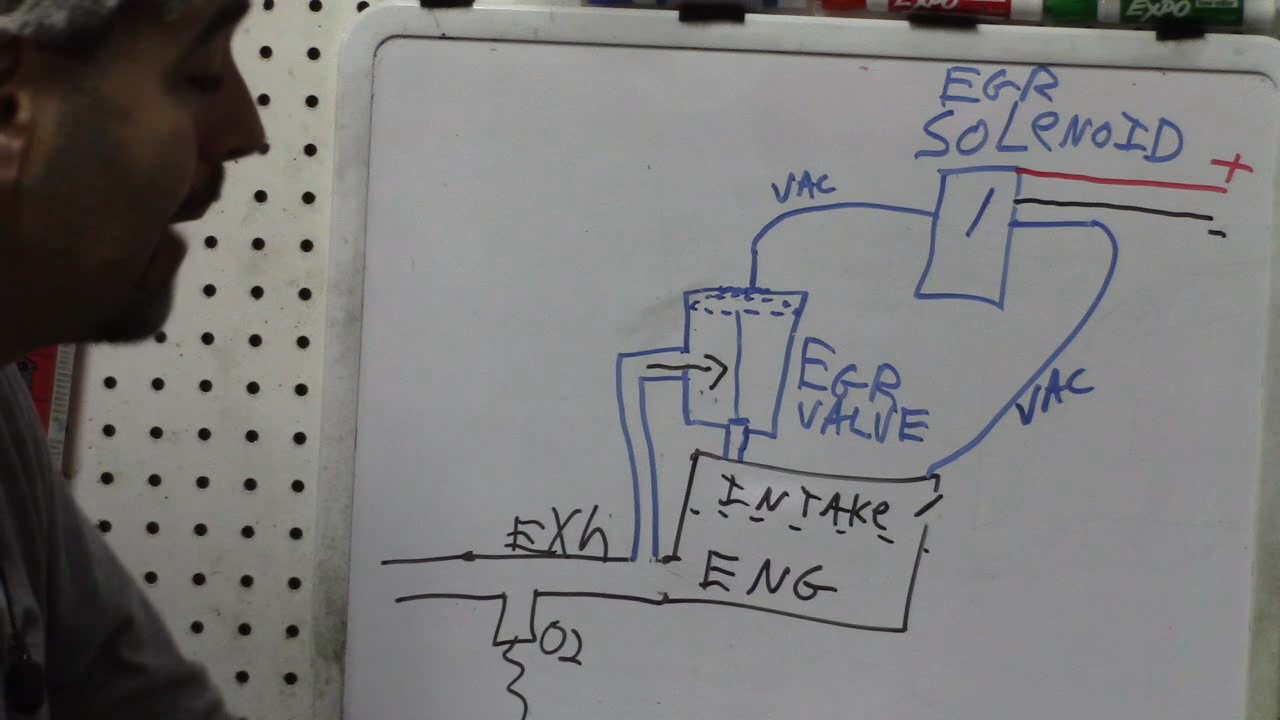 EXPO
EXPO
EGR
SOLENOID
+
VAC
-
EGR
VALVE
VAC
INTAKE
EXh
ENG
O2